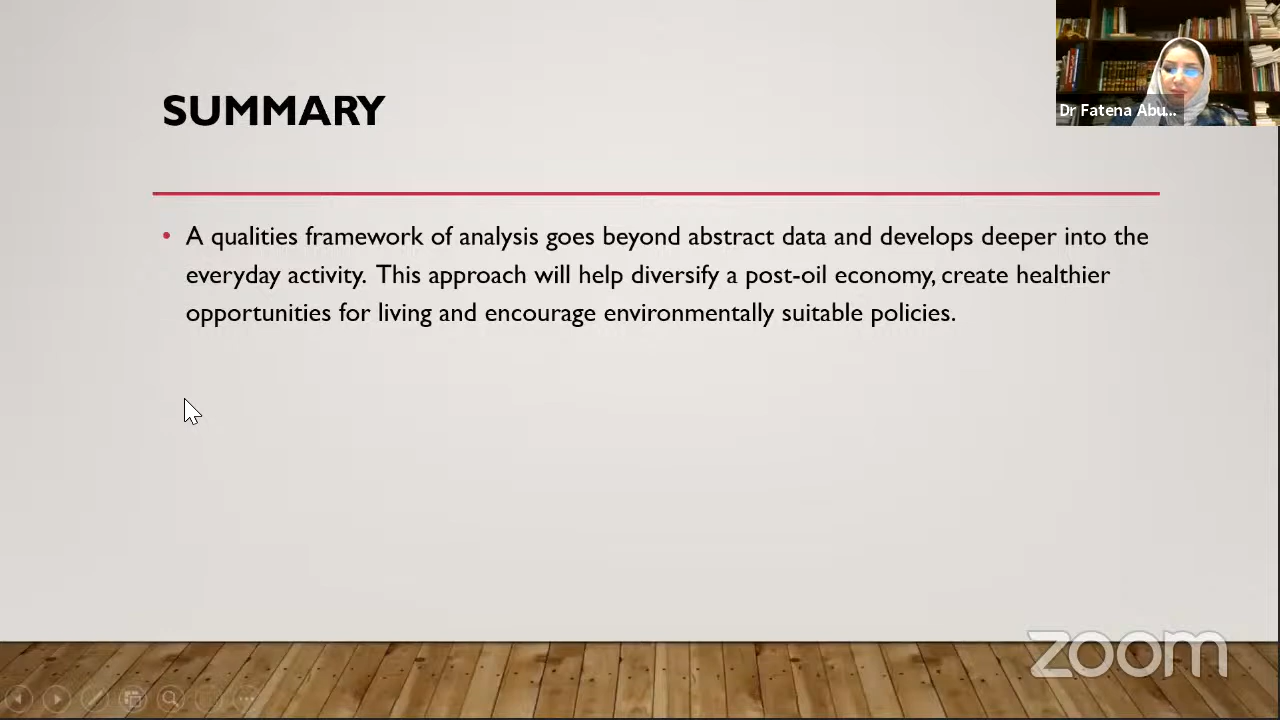 SUMMARY
Dr Fatena Abu...
• A qualities framework of analysis goes beyond abstract data and develops deeper into the
everyday activity. This approach will help diversify a post-oil economy, create healthier
opportunities for living and encourage environmentally suitable policies.
zoom